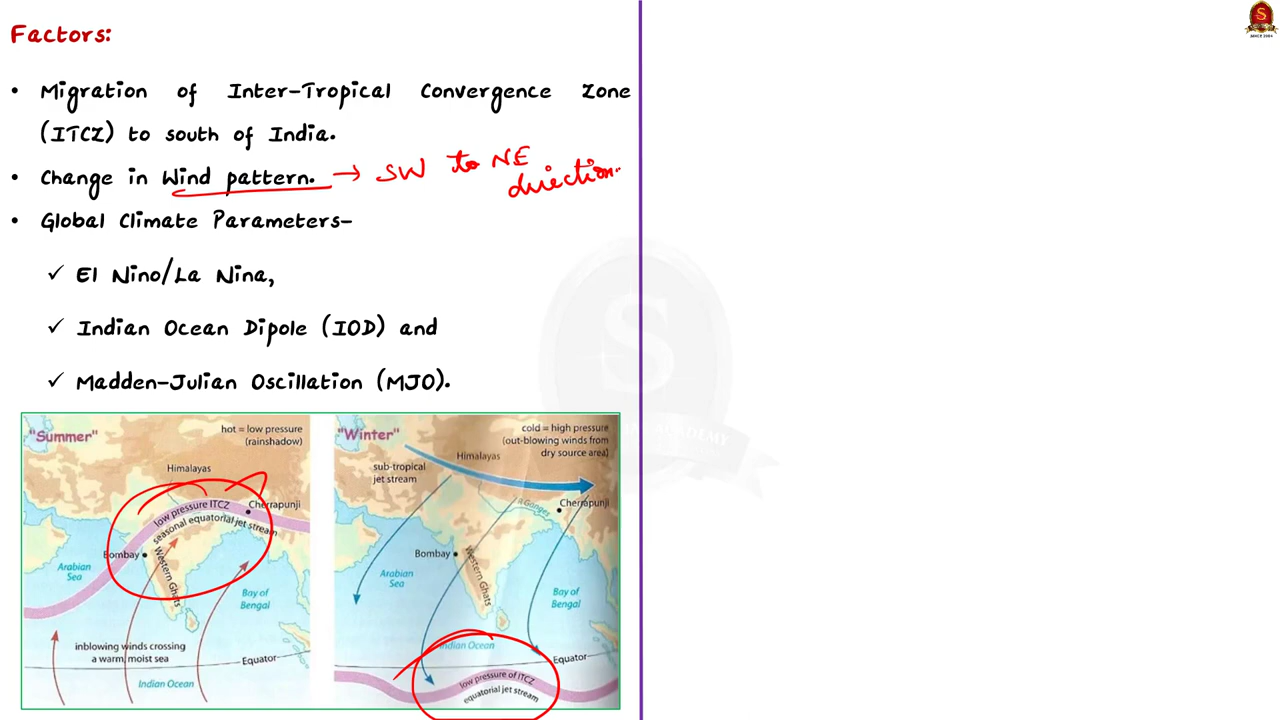 Factors:
• Migration of Inter-Tropical Convergence Zone
(ITCZ) to south of India.
• Change in Wind pattern. → SW to NE
direction.
• Global Climate Parameters-
✓ El Nino/La Nina,
✓ Indian Ocean Dipole (IOD) and
✓ Madden-Julian Oscillation (MJO).
"Summer"
hot = low pressure
(rainshadow)
Himalayas
low pressure ITCZ
Cherrapunji
seasonal equatorial jet stream
Bombay
Western Ghats
Arabian
Sea
Bay of
Bengal
inblowing winds crossing
a warm, moist sea
Equator
Indian Ocean
"Winter"
cold = high pressure
(out-blowing winds from
dry source area)
sub-tropical
jet stream
Himalayas
R.Ganges
Cherrapunji
Bombay
Western Ghats
Arabian
Sea
Bay of
Bengal
Indian Ocean
Equator
low pressure of ITCZ
equatorial jet stream
S
SINCE 2004
S
ACADEMY